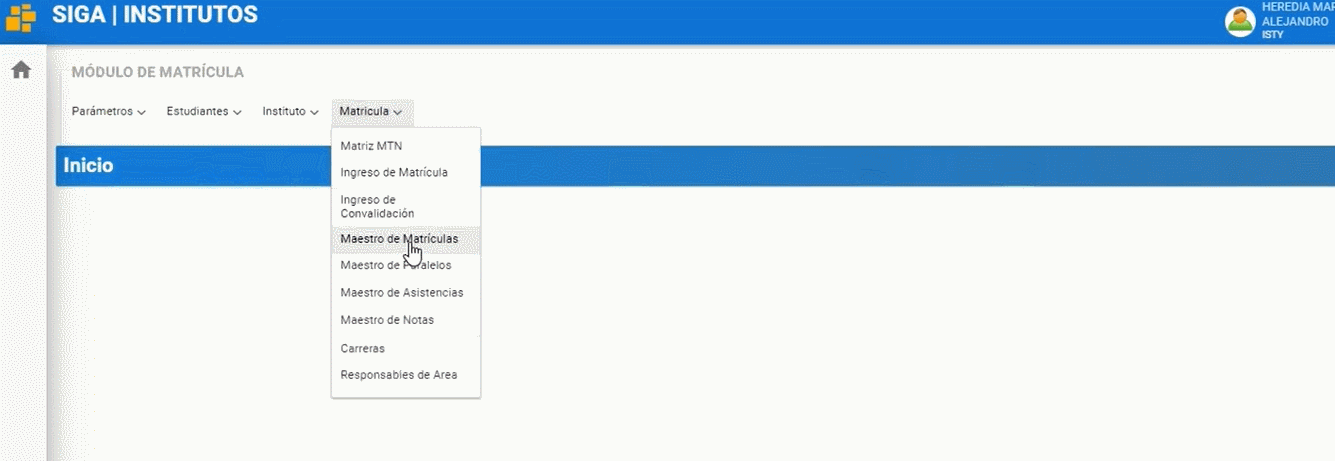 SIGA | INSTITUTOS
HEREDIA MAR
ALEJANDRO
ISTY
MÓDULO DE MATRÍCULA
Parámetros
Estudiantes
Instituto
Matricula
Matriz MTN
Ingreso de Matrícula
Ingreso de
Convalidación
Maestro de Matrículas
Maestro de Paralelos
Maestro de Asistencias
Maestro de Notas
Carreras
Responsables de Area
Inicio